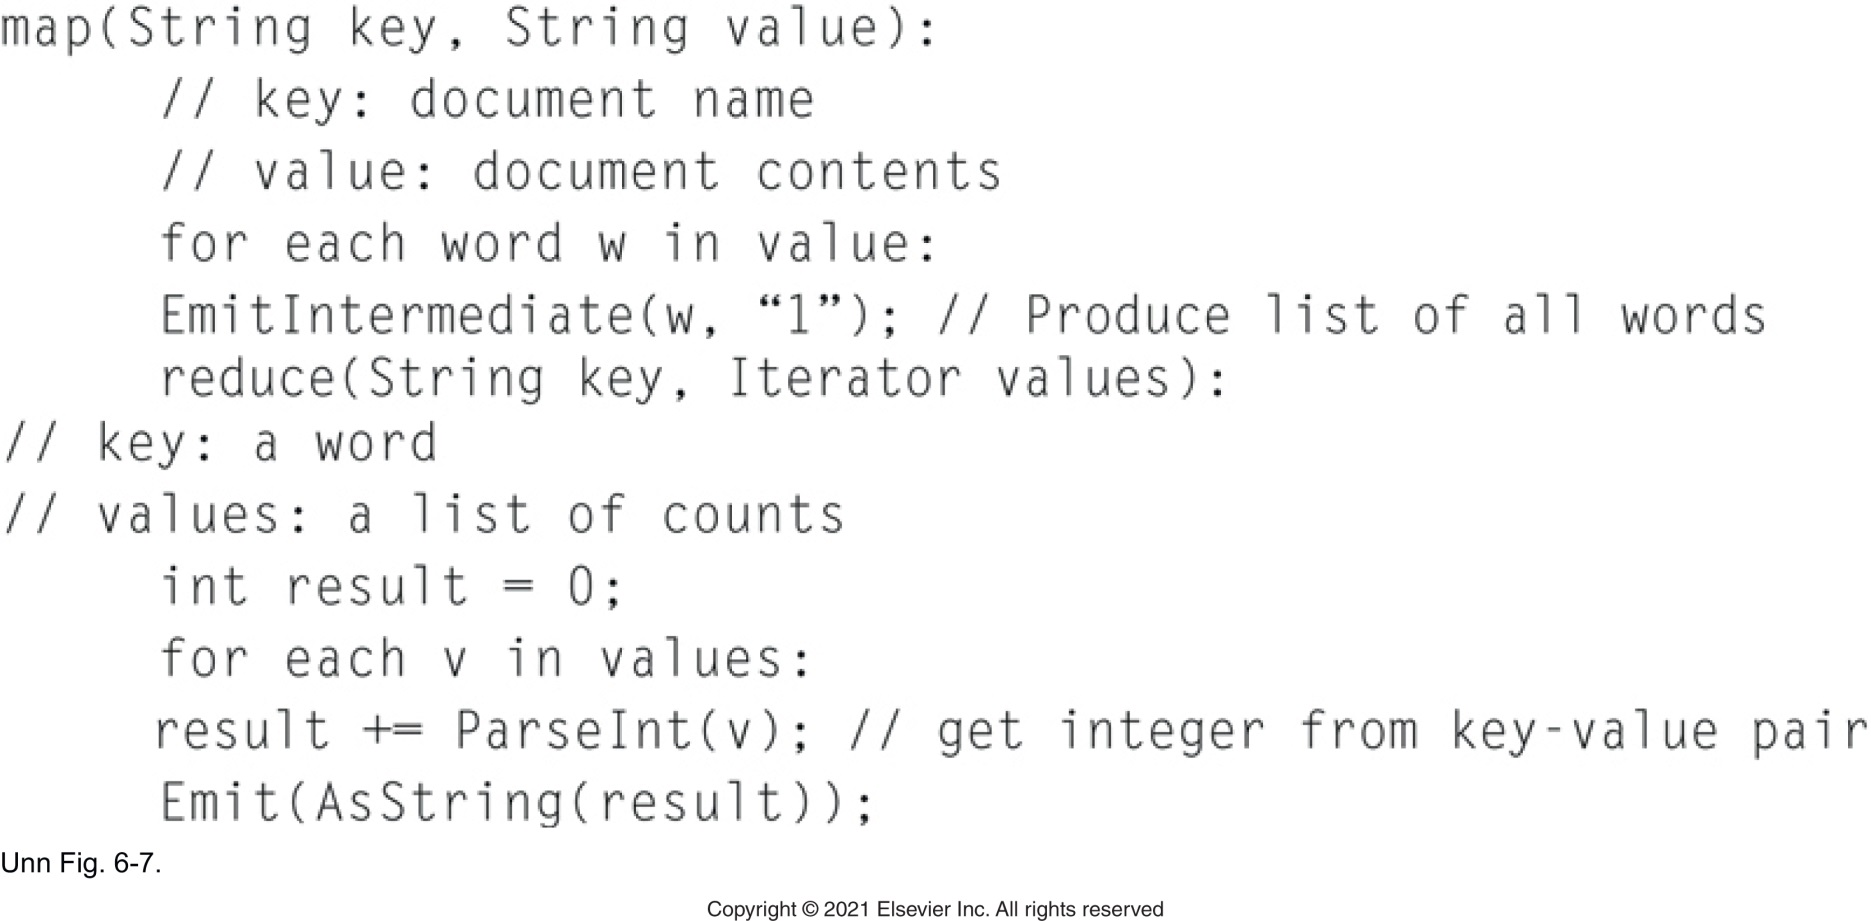 map(String key, String value):
// key: document name
// value: document contents
for each word w in value:
EmitIntermediate(w, “1”); // Produce list of all words
reduce(String key, Iterator values):
// key: a word
// values: a list of counts
int result = 0;
for each v in values:
result += ParseInt(v); // get integer from key-value pair
Emit(AsString(result));
Unn Fig. 6-7.
Copyright © 2021 Elsevier Inc. All rights reserved